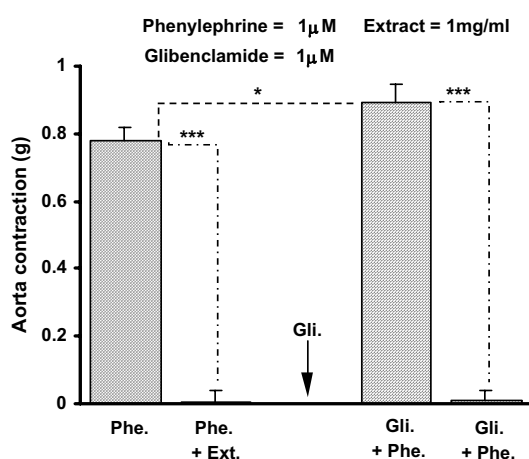 Phenylephrine = 1μM Extract = 1mg/ml
Glibenclamide = 1μM
Aorta contraction (g)
1
0.8
0.6
0.4
0.2
0
*
***
***
Gli.
Phe.
Phe.
+ Ext.
Gli.
+ Phe.
Gli.
+ Phe.